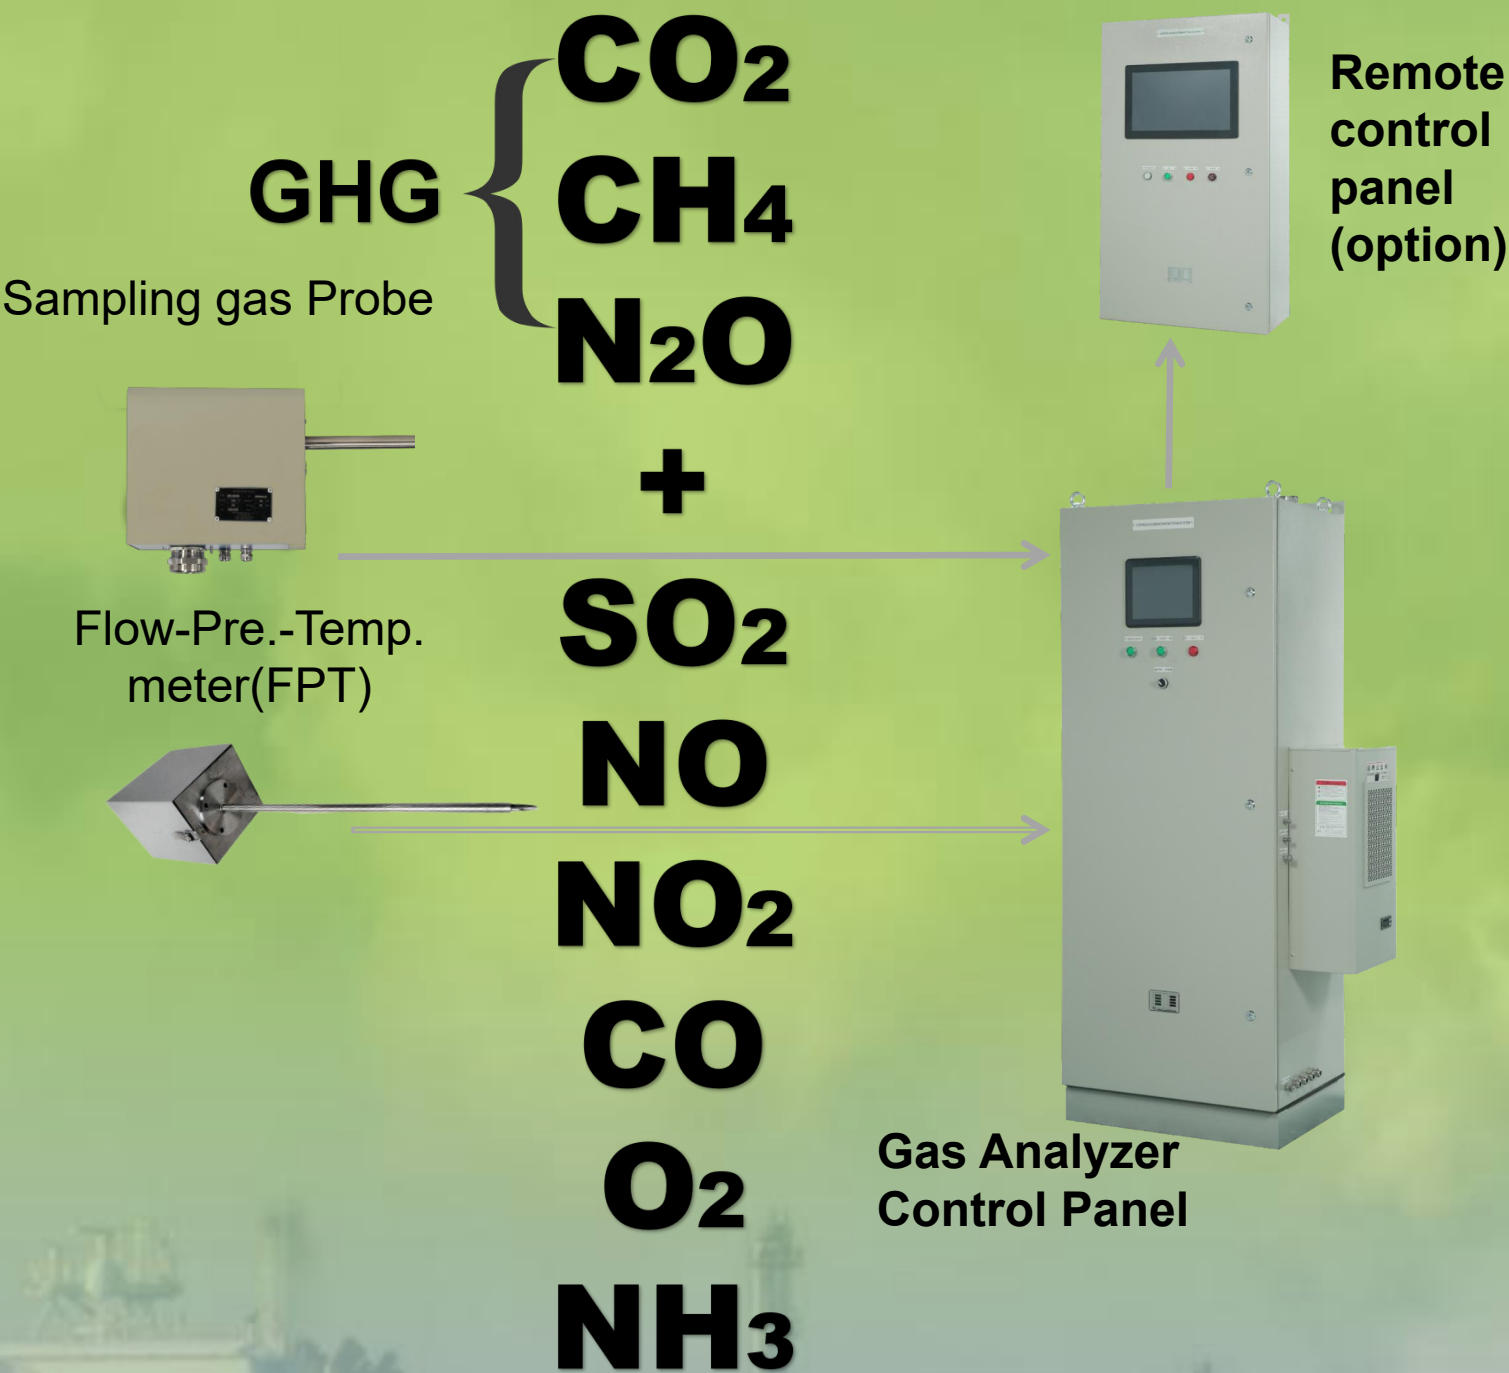 CO2
GHG
CH4
N2O
+
SO2
NO
NO2
CO
O2
NH3
Sampling gas Probe
Flow-Pre.-Temp.
meter(FPT)
Remote
control
panel
(option)
Gas Analyzer
Control Panel